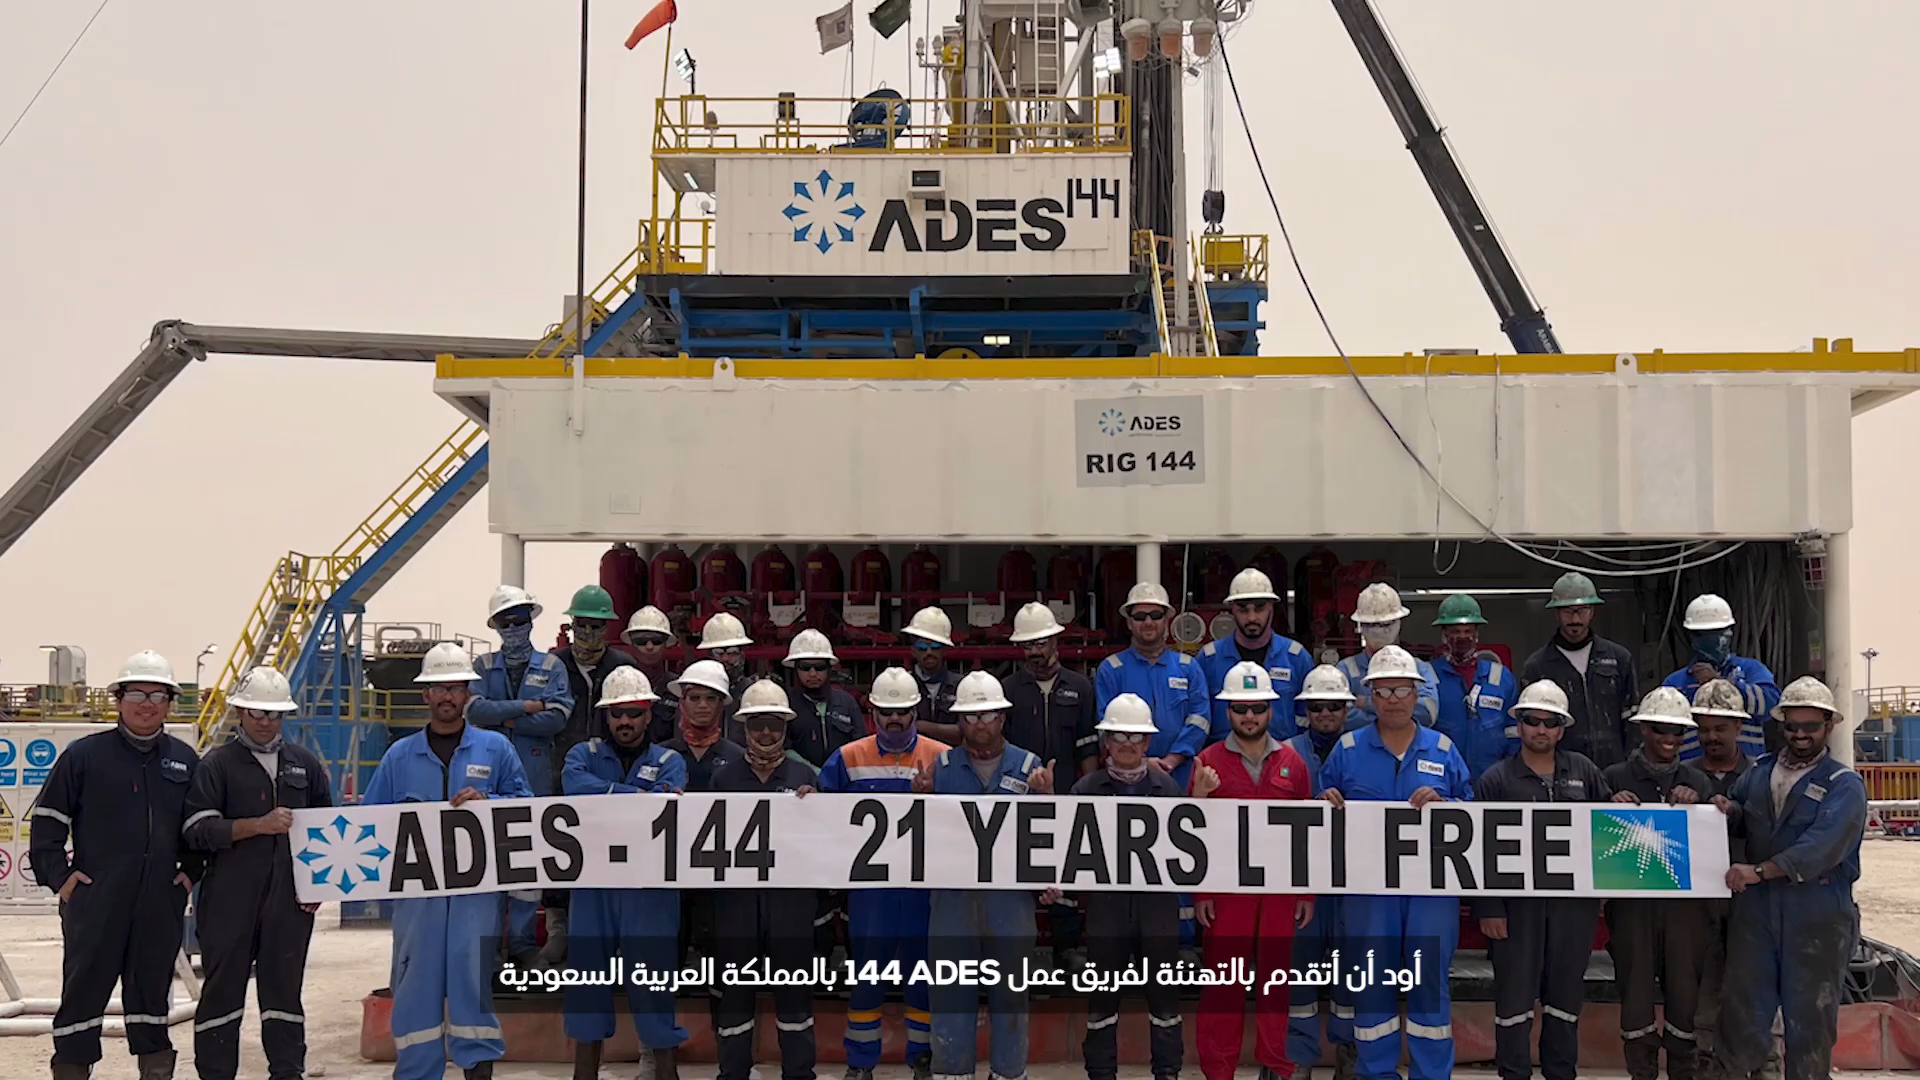 144
ADES
ADES
RIG 144
ADES - 144 21 YEARS LTI FREE
أود أن أتقدم بالتهنئة لفريق عمل ADES 144 بالمملكة العربية السعودية